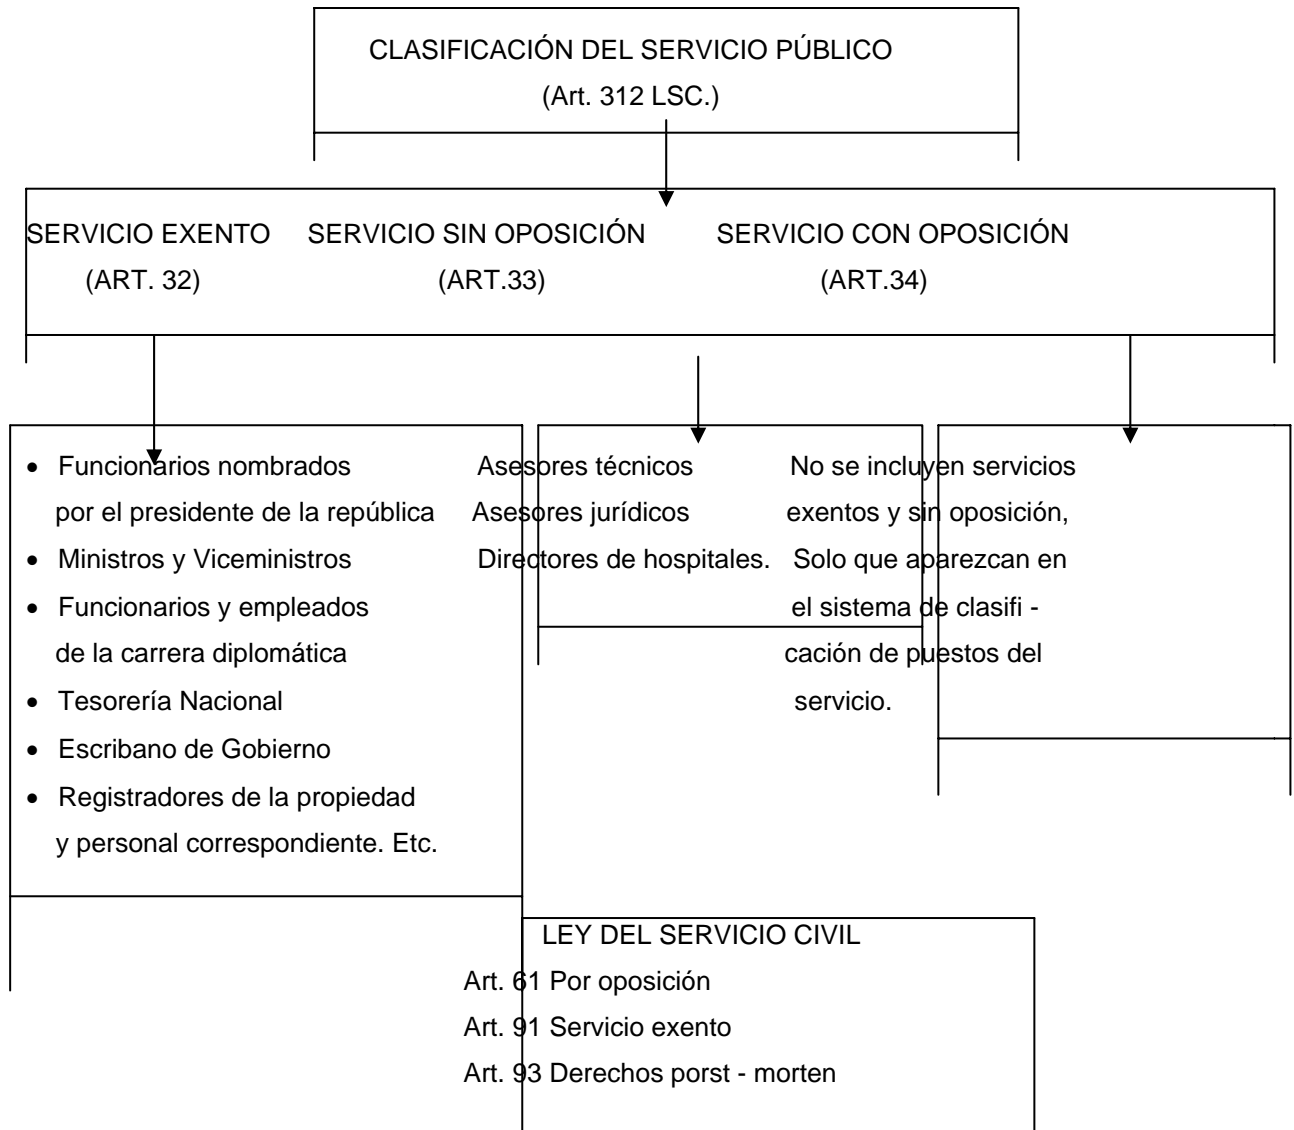 CLASIFICACIÓN DEL SERVICIO PÚBLICO
(Art. 312 LSC.)
SERVICIO EXENTO
(ART. 32)
SERVICIO SIN OPOSICIÓN
(ART.33)
SERVICIO CON OPOSICIÓN
(ART.34)
• Funcionarios nombrados
por el presidente de la república
• Ministros y Viceministros
• Funcionarios y empleados
de la carrera diplomática
• Tesorería Nacional
• Escribano de Gobierno
• Registradores de la propiedad
y personal correspondiente. Etc.
Asesores técnicos
Asesores jurídicos
Directores de hospitales.
No se incluyen servicios
exentos y sin oposición,
Solo que aparezcan en
el sistema de clasifi -
cación de puestos del
servicio.
LEY DEL SERVICIO CIVIL
Art. 61 Por oposición
Art. 91 Servicio exento
Art. 93 Derechos porst - morten